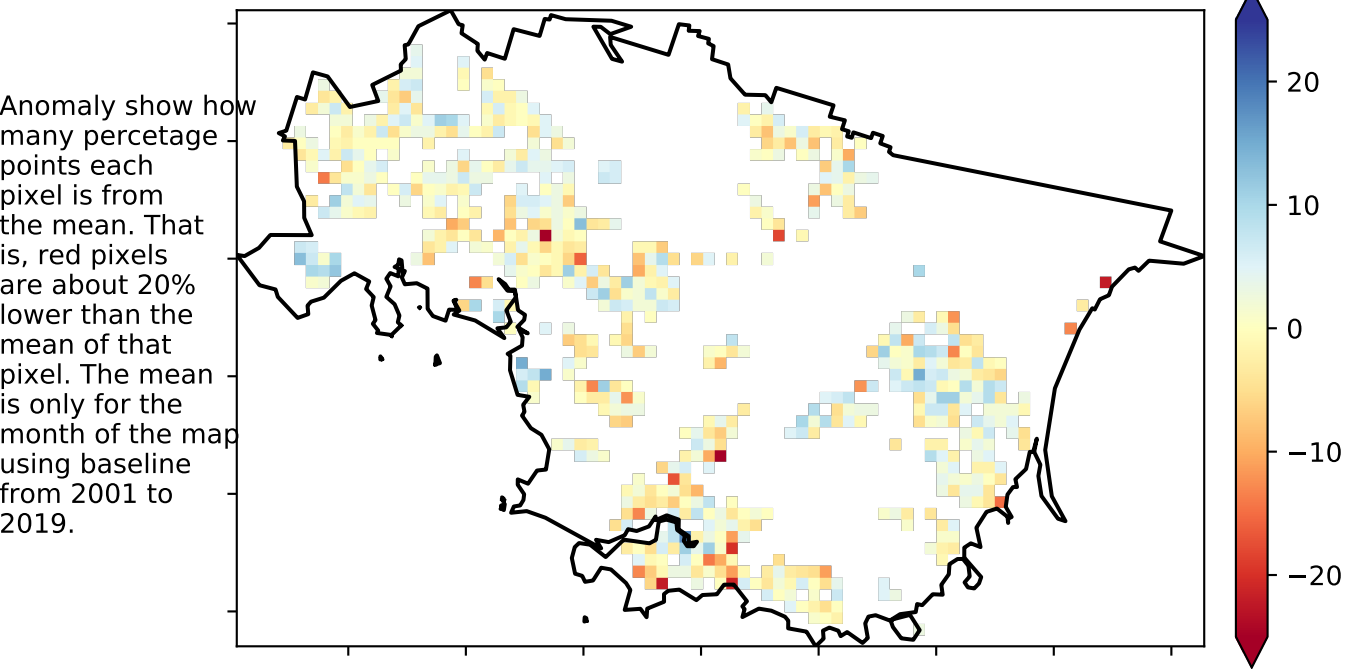 Anomaly show how
many percetage
points each
pixel is from
the mean. That
is, red pixels
are about 20%
lower than the
mean of that
pixel. The mean
is only for the
month of the map
using baseline
from 2001 to
2019.
20
10
0
−10
−20